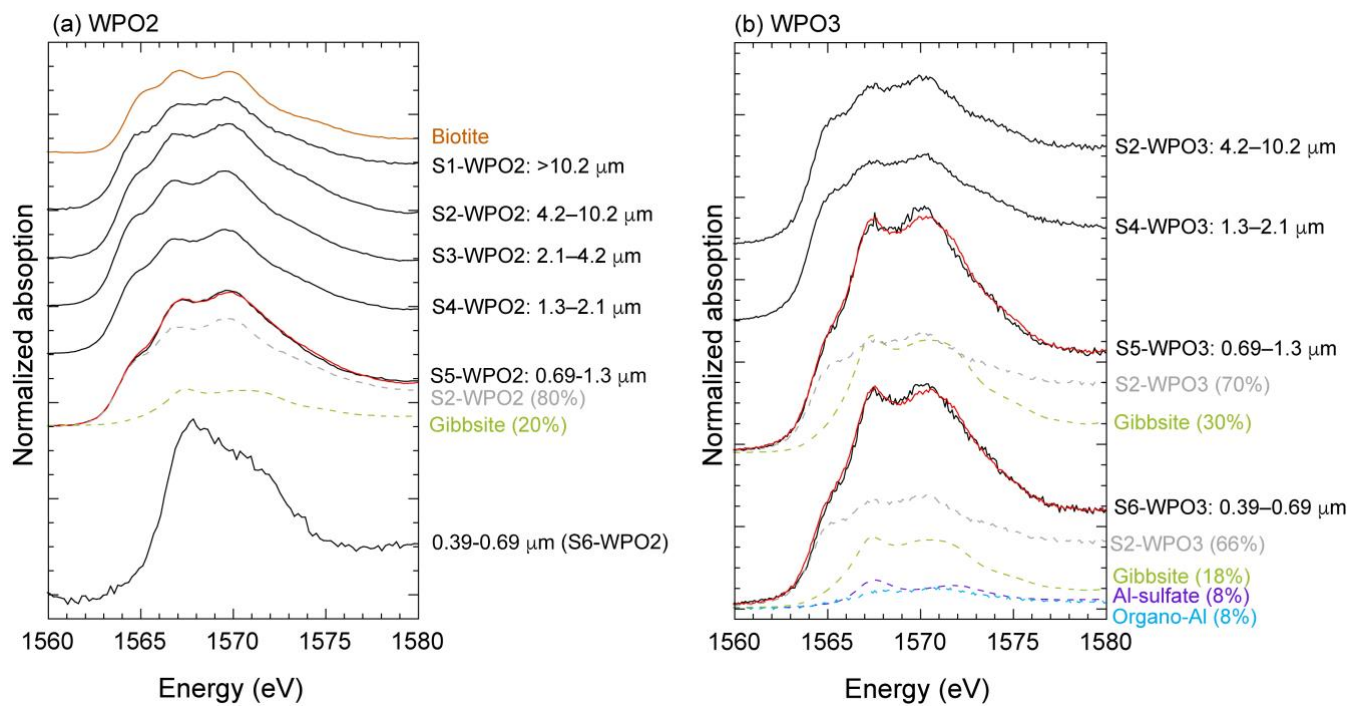 (a) WPO2
Normalized absoption
Biotite
S1-WPO2: >10.2 μm
S2-WPO2: 4.2–10.2 μm
S3-WPO2: 2.1–4.2 μm
S4-WPO2: 1.3–2.1 μm
S5-WPO2: 0.69-1.3 μm
S2-WPO2 (80%)
Gibbsite (20%)
0.39-0.69 μm (S6-WPO2)
1560 1565 1570 1575 1580
Energy (eV)
(b) WPO3
Normalized absoption
S2-WPO3: 4.2–10.2 μm
S4-WPO3: 1.3–2.1 μm
S5-WPO3: 0.69–1.3 μm
S2-WPO3 (70%)
Gibbsite (30%)
S6-WPO3: 0.39–0.69 μm
S2-WPO3 (66%)
Gibbsite (18%)
Al-sulfate (8%)
Organo-Al (8%)
1560 1565 1570 1575 1580
Energy (eV)